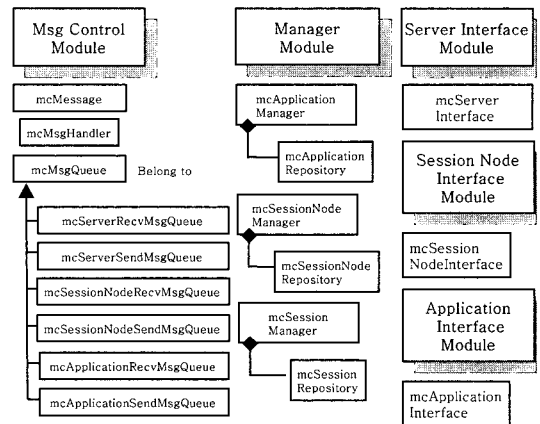 Msg Control
Module
mcMessage
mcMsgHandler
mcMsgQueue
Belong to
mcServerRecvMsgQueue
mcServerSendMsgQueue
mcSessionNodeRecvMsgQueue
mcSessionNodeSendMsgQueue
mcApplicationRecvMsgQueue
mcApplicationSendMsgQueue
Manager
Module
mcApplication
Manager
mcApplication
Repository
mcSessionNode
Manager
mcSessionNode
Repository
mcSession
Manager
mcSession
Repository
Server Interface
Module
mcServer
Interface
Session Node
Interface
Module
mcSession
NodeInterface
Application
Interface
Module
mcApplication
Interface